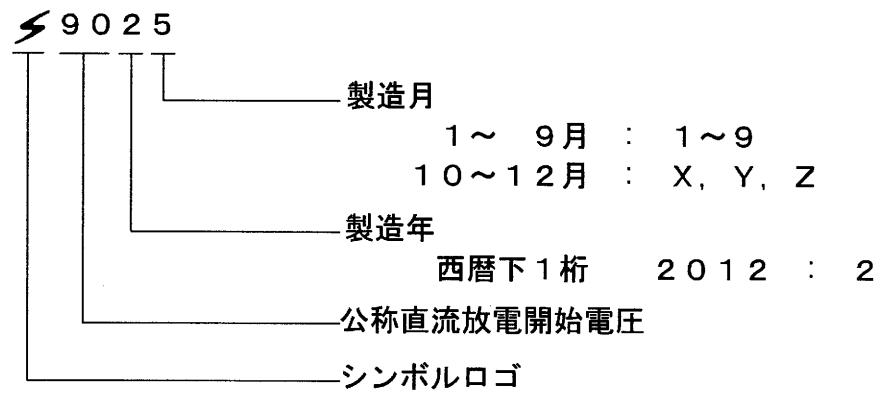 ９０２５
製造月
１～ ９月 ： １～９
１０～１２月 ： Ｘ，Ｙ，Ｚ
製造年
西暦下１桁 ２０１２ ： ２
公称直流放電開始電圧
シンボルロゴ